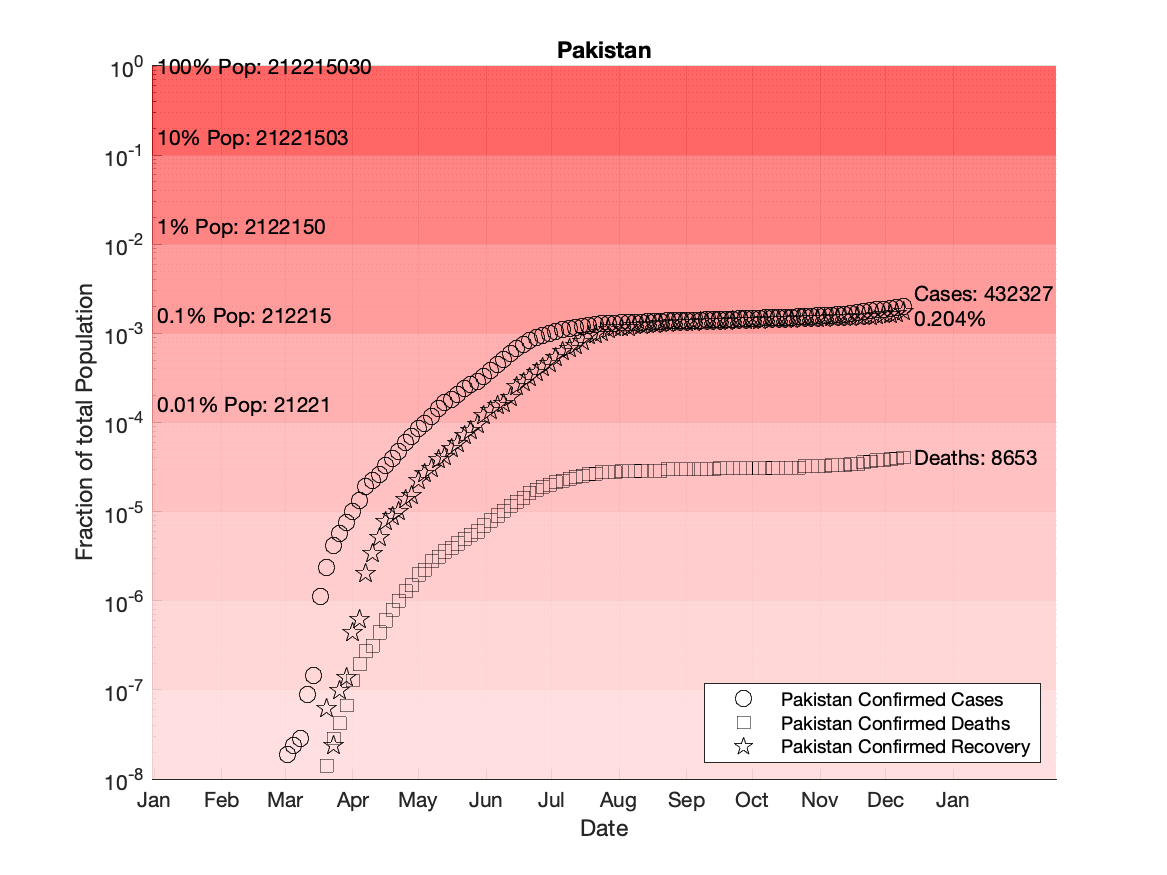 Pakistan
10^0
100% Pop: 212215030
10% Pop: 21221503
10^-1
1% Pop: 2122150
10^-2
0.1% Pop: 212215
10^-3
0.01% Pop: 21221
10^-4
10^-5
10^-6
10^-7
10^-8
Fraction of total Population
Cases: 432327
0.204%
Deaths: 8653
Pakistan Confirmed Cases
Pakistan Confirmed Deaths
Pakistan Confirmed Recovery
Jan Feb Mar Apr May Jun Jul Aug Sep Oct Nov Dec Jan
Date